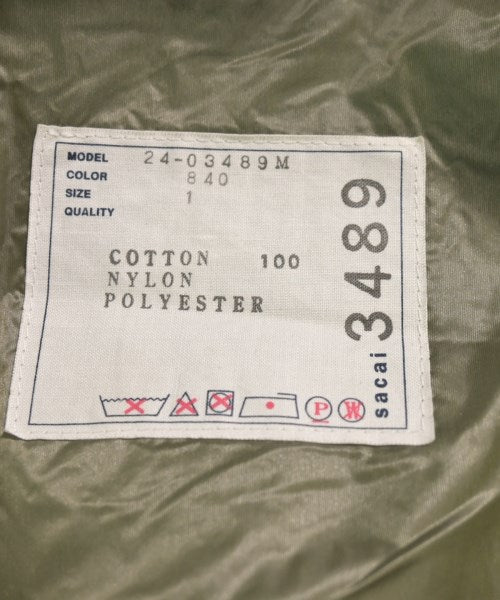 MODEL 24-03489M
COLOR 840
SIZE 1
QUALITY
COTTON 100
NYLON
POLYESTER
P
W
sacai 3489